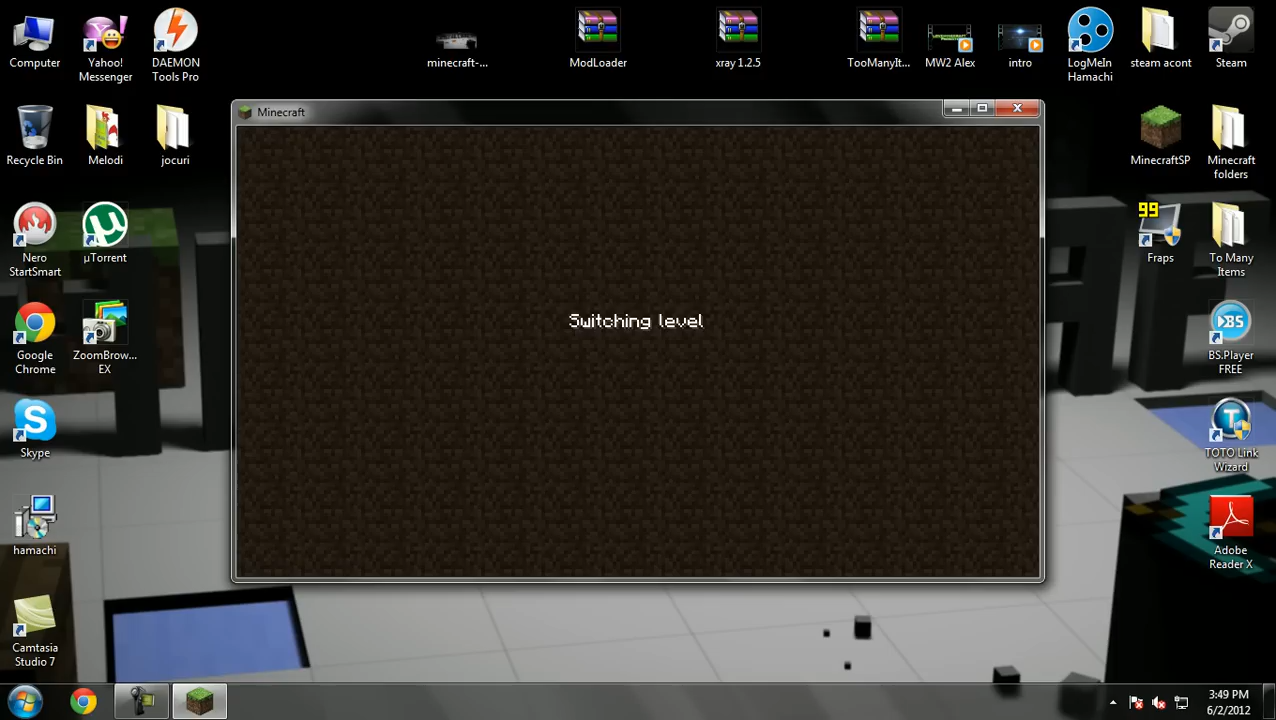 Computer
Yahoo!
Messenger
DAEMON
Tools Pro
minecraft-...
ModLoader
xray 1.2.5
TooManyIt...
MW2 Alex
intro
LogMeIn
Hamachi
steam acont
Steam
Minecraft
Recycle Bin
Melodi
jocuri
MinecraftSP
Minecraft
folders
Nero
StartSmart
µTorrent
99
Fraps
To Many
Items
Switching level
Google
Chrome
ZoomBrow...
EX
BS.Player
FREE
Skype
TOTO Link
Wizard
hamachi
Adobe
Reader X
Camtasia
Studio 7
3:49 PM
6/2/2012